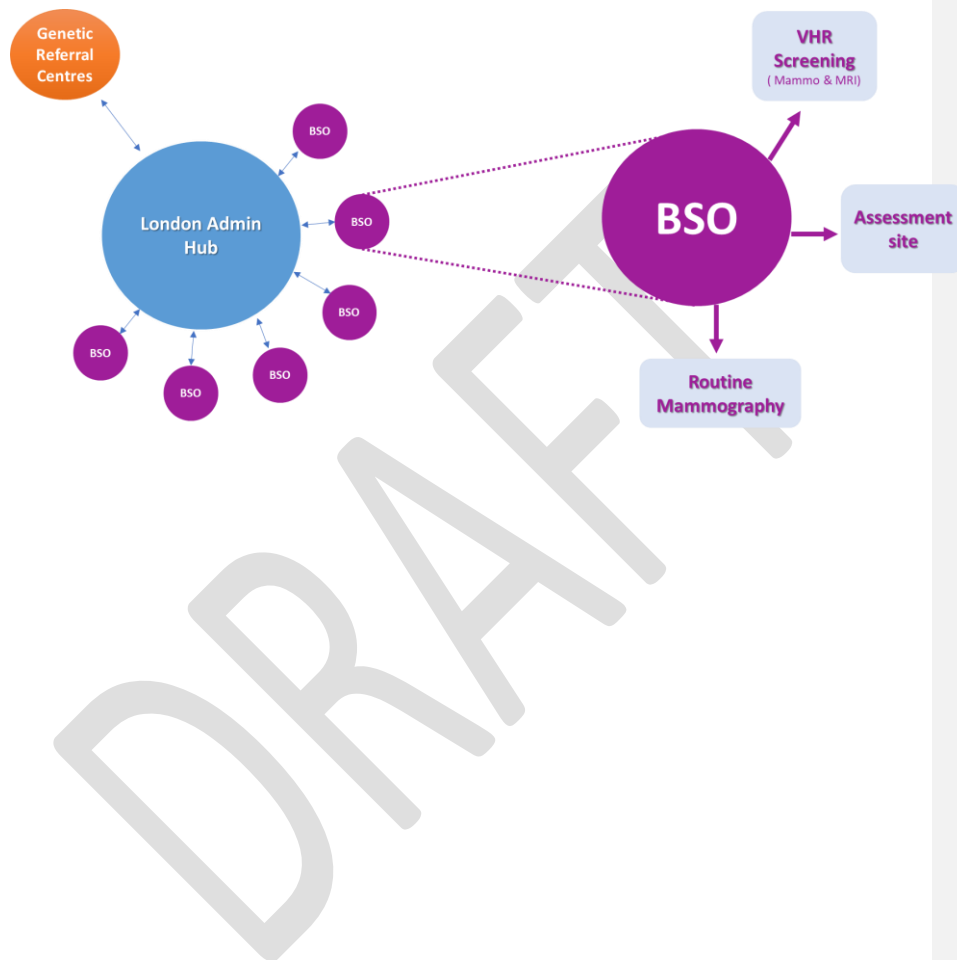 Genetic
Referral
Centres
VHR
Screening
( Mammo & MRI)
BSO
London Admin
Hub
BSO
BSO
Assessment
site
BSO
BSO
BSO
BSO
Routine
Mammography
DRAFT